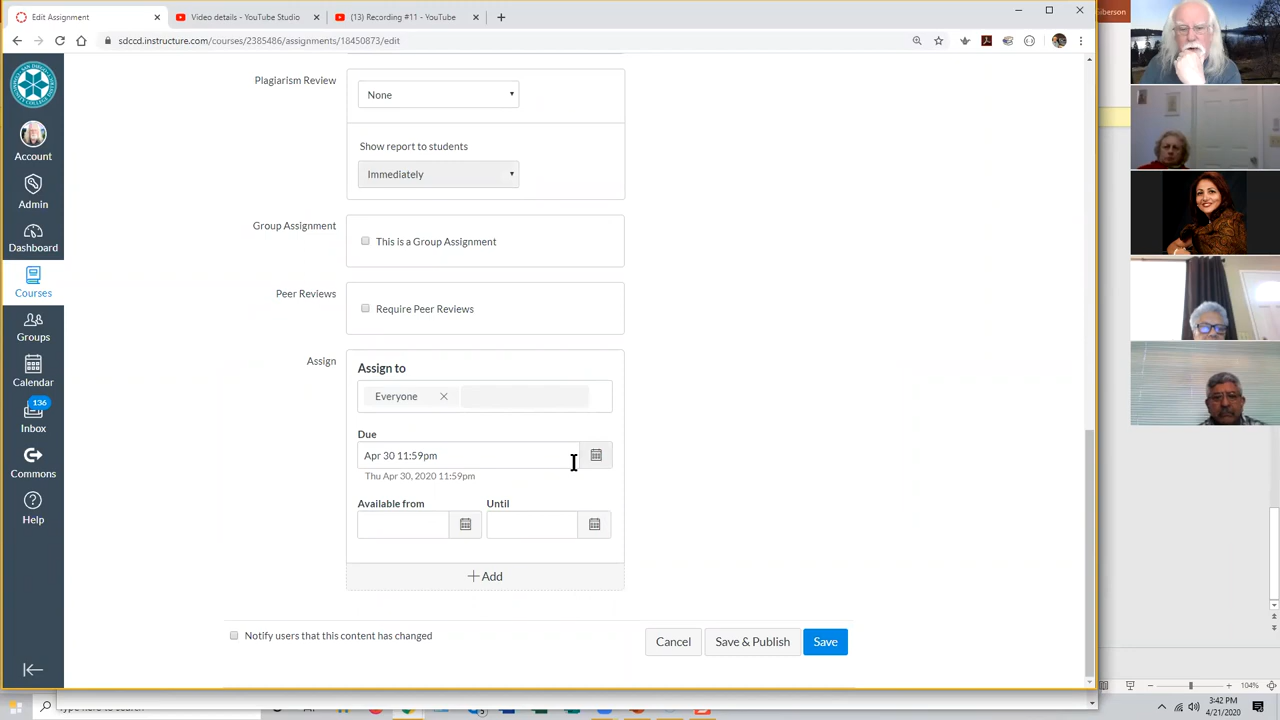 Edit Assignment
Video details - YouTube Studio
(13) Recording #11 - YouTube
Giberson
sdccd.instructure.com/courses/2385486/assignments/18450873/edit
Plagiarism Review
None
Show report to students
Immediately
Account
Admin
Dashboard
Courses
Groups
Calendar
136
Inbox
Commons
Help
Group Assignment
This is a Group Assignment
Peer Reviews
Require Peer Reviews
Assign
Assign to
Everyone
Due
Apr 30 11:59pm
Thu Apr 30, 2020 11:59pm
Available from
Until
Add
Notify users that this content has changed
Cancel
Save & Publish
Save
104%
Type here to search
3:42 PM
4/21/2020